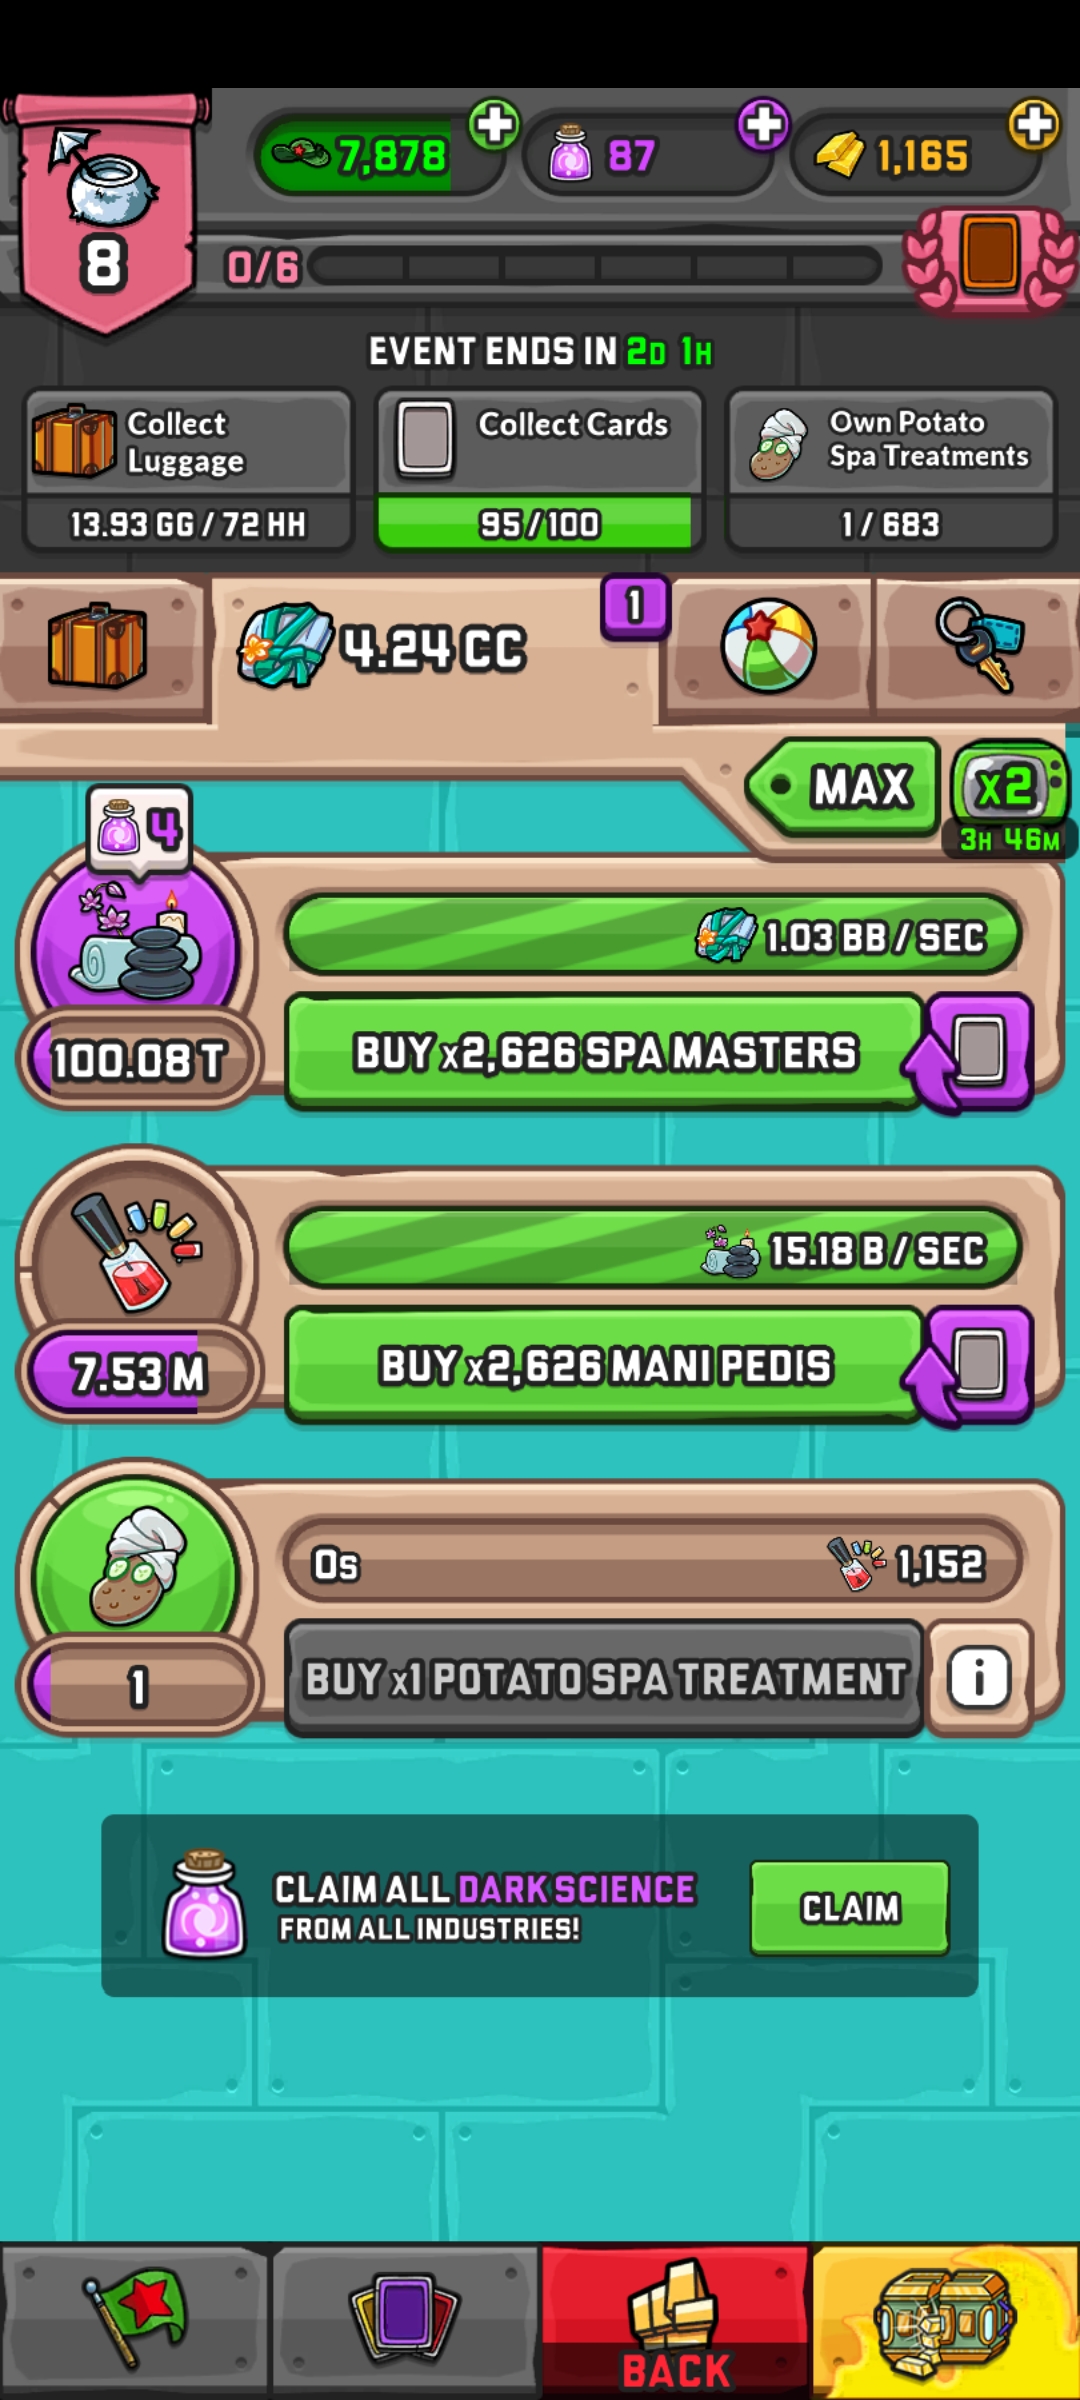 7,878
87
1,165
8
0/6
EVENT ENDS IN 2D 1H
Collect
Luggage
13.93 GG / 72 HH
Collect Cards
95/100
Own Potato
Spa Treatments
1 / 683
4.24 CC
1
MAX
x2
3H 46M
4
1.03 BB / SEC
100.08 T
BUY x2,626 SPA MASTERS
15.18 B / SEC
7.53 M
BUY x2,626 MANI PEDIS
0s
1,152
1
BUY x1 POTATO SPA TREATMENT
i
CLAIM ALL DARK SCIENCE
FROM ALL INDUSTRIES!
CLAIM
BACK